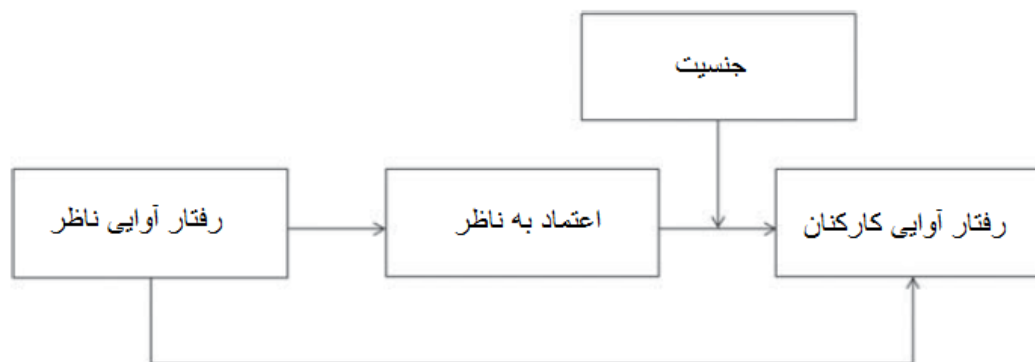 جنسیت
رفتار آوایی ناظر
اعتماد به ناظر
رفتار آوایی کارکنان